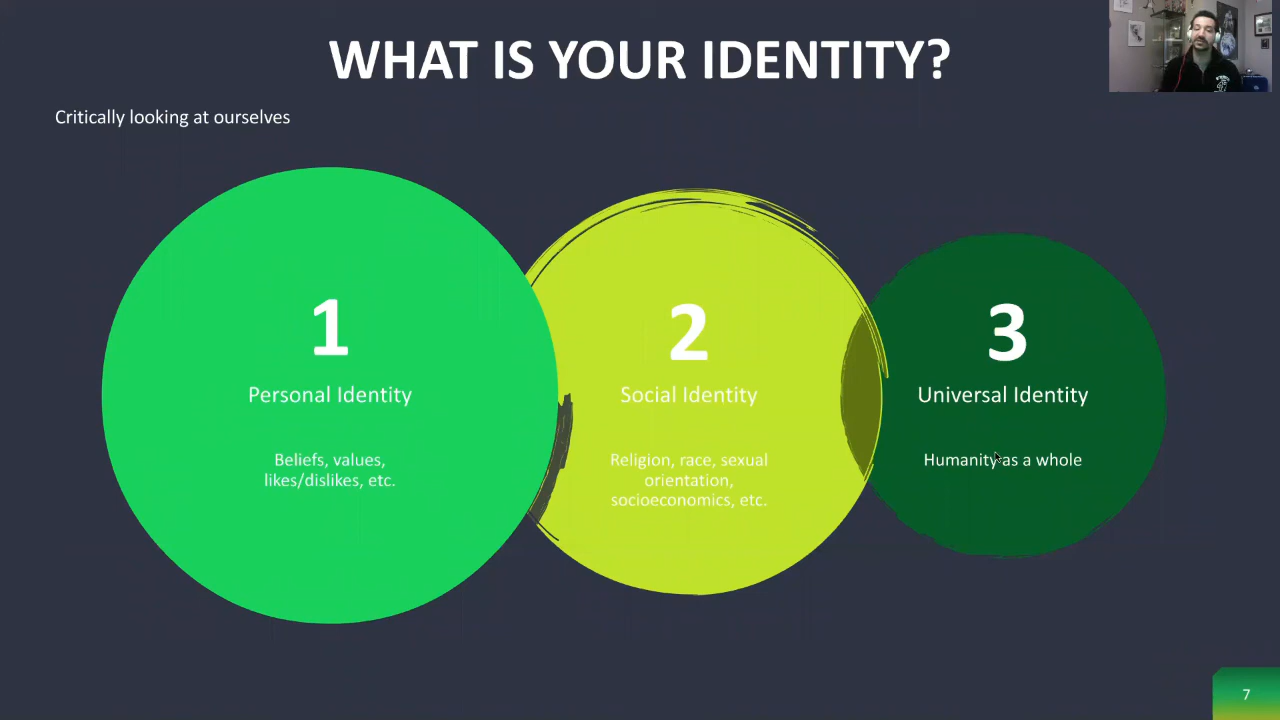 WHAT IS YOUR IDENTITY?
Critically looking at ourselves
1
Personal Identity
Beliefs, values,
likes/dislikes, etc.
2
Social Identity
Religion, race, sexual
orientation,
socioeconomics, etc.
3
Universal Identity
Humanity as a whole
7